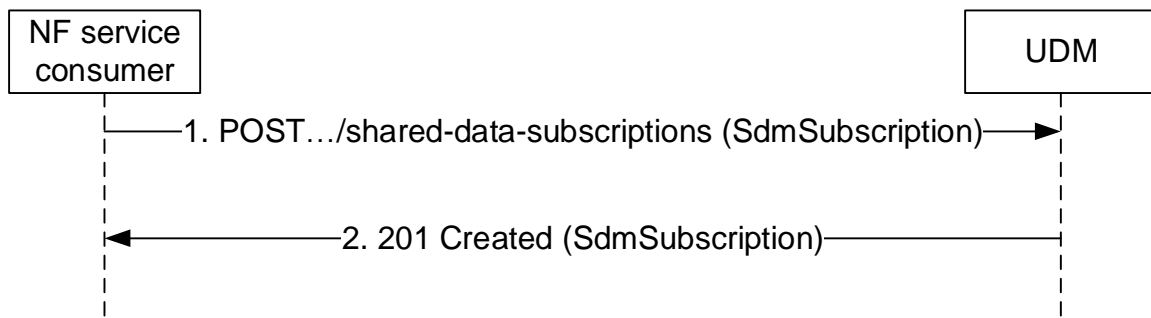 NF service
consumer
UDM
1. POST…/shared-data-subscriptions (SdmSubscription)
2. 201 Created (SdmSubscription)